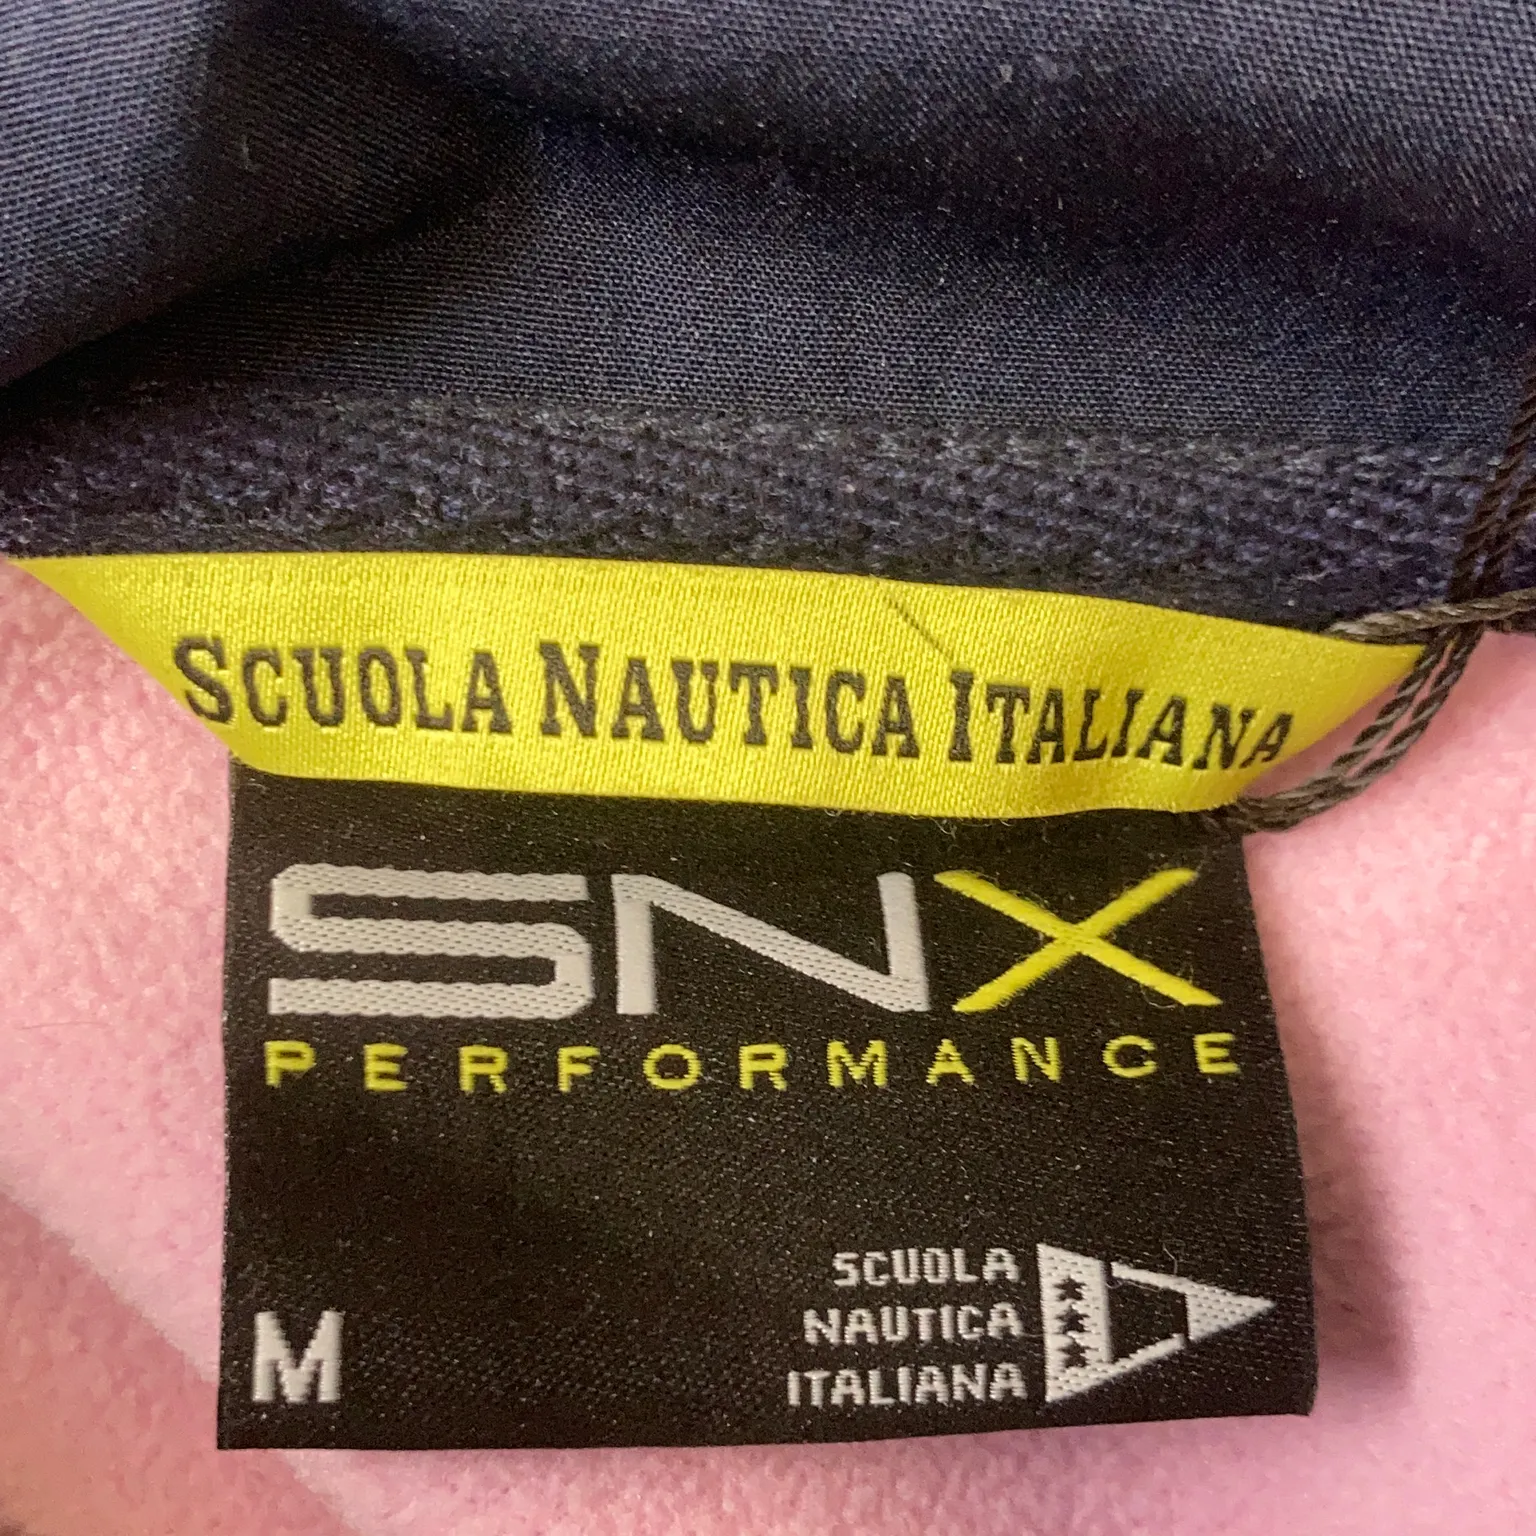 SCUOLA NAUTICA ITALIANA
SNX
PERFORMANCE
M
SCUOLA
NAUTICA
ITALIANA